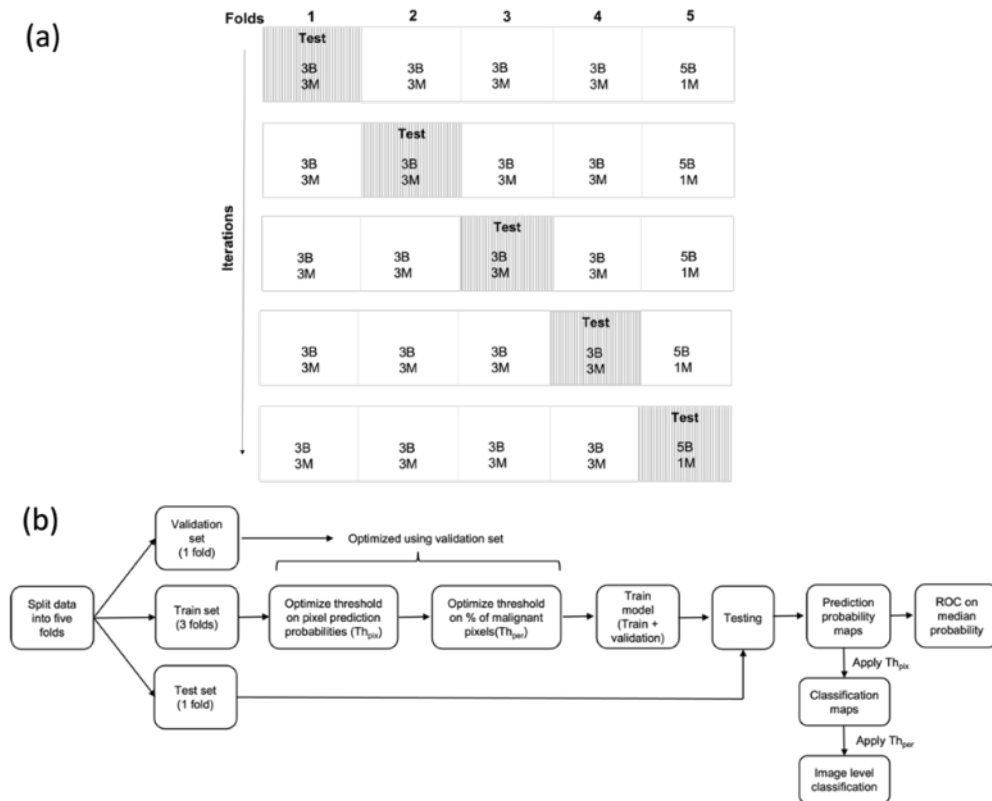 (a)
Folds 1 2 3 4 5
Test
3B 3B 3B 3B 5B
3M 3M 3M 3M 1M
Test
3B 3B 3B 3B 5B
3M 3M 3M 3M 1M
Test
3B 3B 3B 3B 5B
3M 3M 3M 3M 1M
Test
3B 3B 3B 3B 5B
3M 3M 3M 3M 1M
Test
3B 3B 3B 3B 5B
3M 3M 3M 3M 1M
Iterations
(b)
Validation
set
(1 fold)
Optimized using validation set
Split data
into five
folds
Train set
(3 folds)
Optimize threshold
on pixel prediction
probabilities (Thpix)
Optimize threshold
on % of malignant
pixels(Thper)
Train
model
(Train +
validation)
Testing
Prediction
probability
maps
ROC on
median
probability
Test set
(1 fold)
Apply Thpix
Classification
maps
Apply Thper
Image level
classification